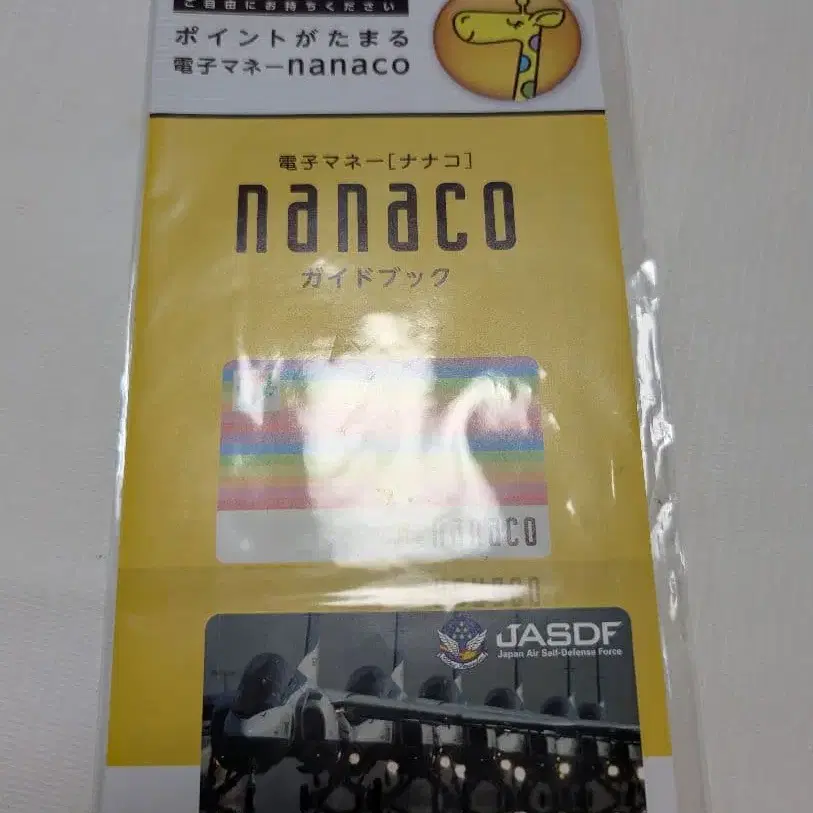 ご自由にお持ちください
ポイントがたまる
電子マネーnanaco
電子マネー[ナナコ]
nanaco
ガイドブック
nanaco
nanaco
JASDF
Japan Air Self-Defense Force